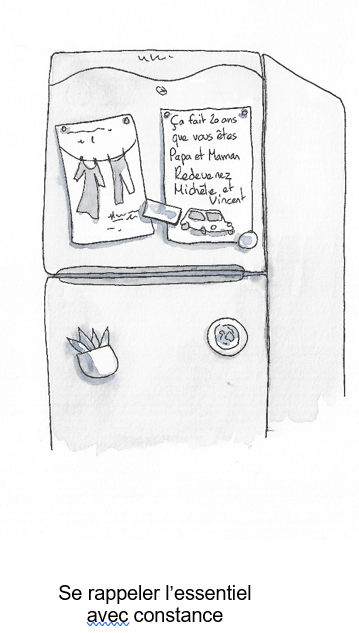 Ça fait 20 ans
que vous êtes
Papa et Maman
Redevenez
Michèle et
Vincent
Se rappeler l’essentiel
avec constance